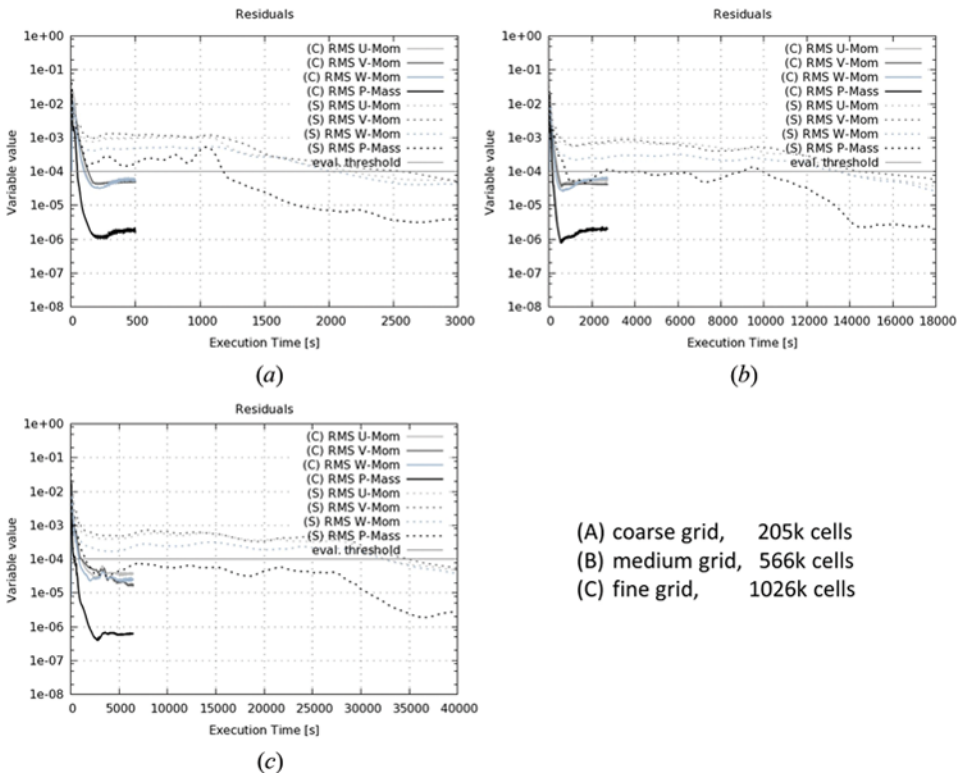 Residuals
1e+00
1e-01
1e-02
1e-03
1e-04
1e-05
1e-06
1e-07
1e-08
Variable value
(C) RMS U-Mom
(C) RMS V-Mom
(C) RMS W-Mom
(C) RMS P-Mass
(S) RMS U-Mom
(S) RMS V-Mom
(S) RMS W-Mom
(S) RMS P-Mass
eval. threshold
0 500 1000 1500 2000 2500 3000
Execution Time [s]
(a)
Residuals
1e+00
1e-01
1e-02
1e-03
1e-04
1e-05
1e-06
1e-07
1e-08
Variable value
(C) RMS U-Mom
(C) RMS V-Mom
(C) RMS W-Mom
(C) RMS P-Mass
(S) RMS U-Mom
(S) RMS V-Mom
(S) RMS W-Mom
(S) RMS P-Mass
eval. threshold
0 2000 4000 6000 8000 10000 12000 14000 16000 18000
Execution Time [s]
(b)
Residuals
1e+00
1e-01
1e-02
1e-03
1e-04
1e-05
1e-06
1e-07
1e-08
Variable value
(C) RMS U-Mom
(C) RMS V-Mom
(C) RMS W-Mom
(C) RMS P-Mass
(S) RMS U-Mom
(S) RMS V-Mom
(S) RMS W-Mom
(S) RMS P-Mass
eval. threshold
0 5000 10000 15000 20000 25000 30000 35000 40000
Execution Time [s]
(c)
(A) coarse grid, 205k cells
(B) medium grid, 566k cells
(C) fine grid, 1026k cells